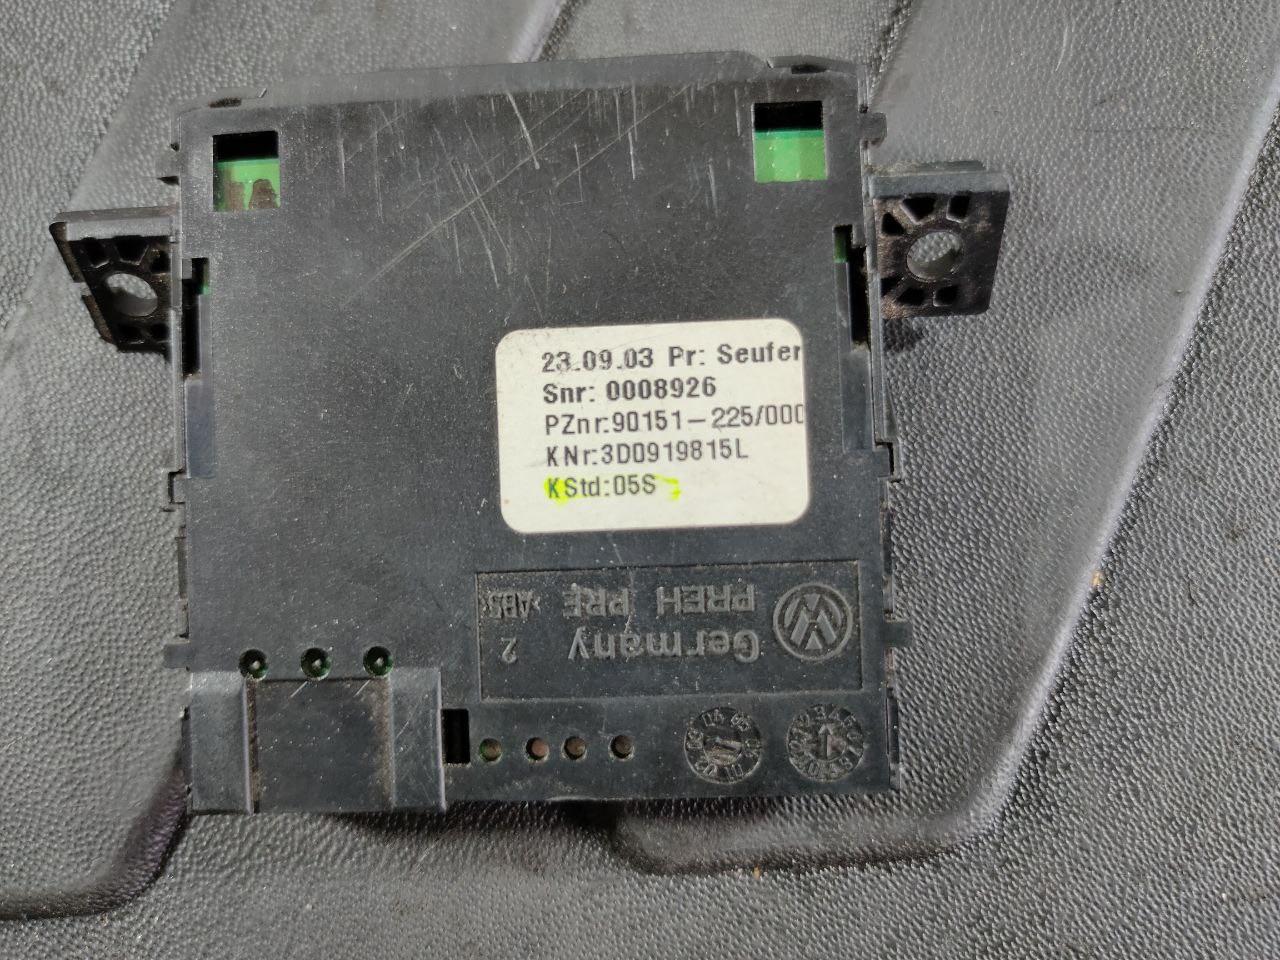 23.09.03 Pr: Seufer
Snr: 0008926
PZnr:90151-225/000
KNr:3D0919815L
KStd:05S
Germany 2
PREH PRE >ABS<